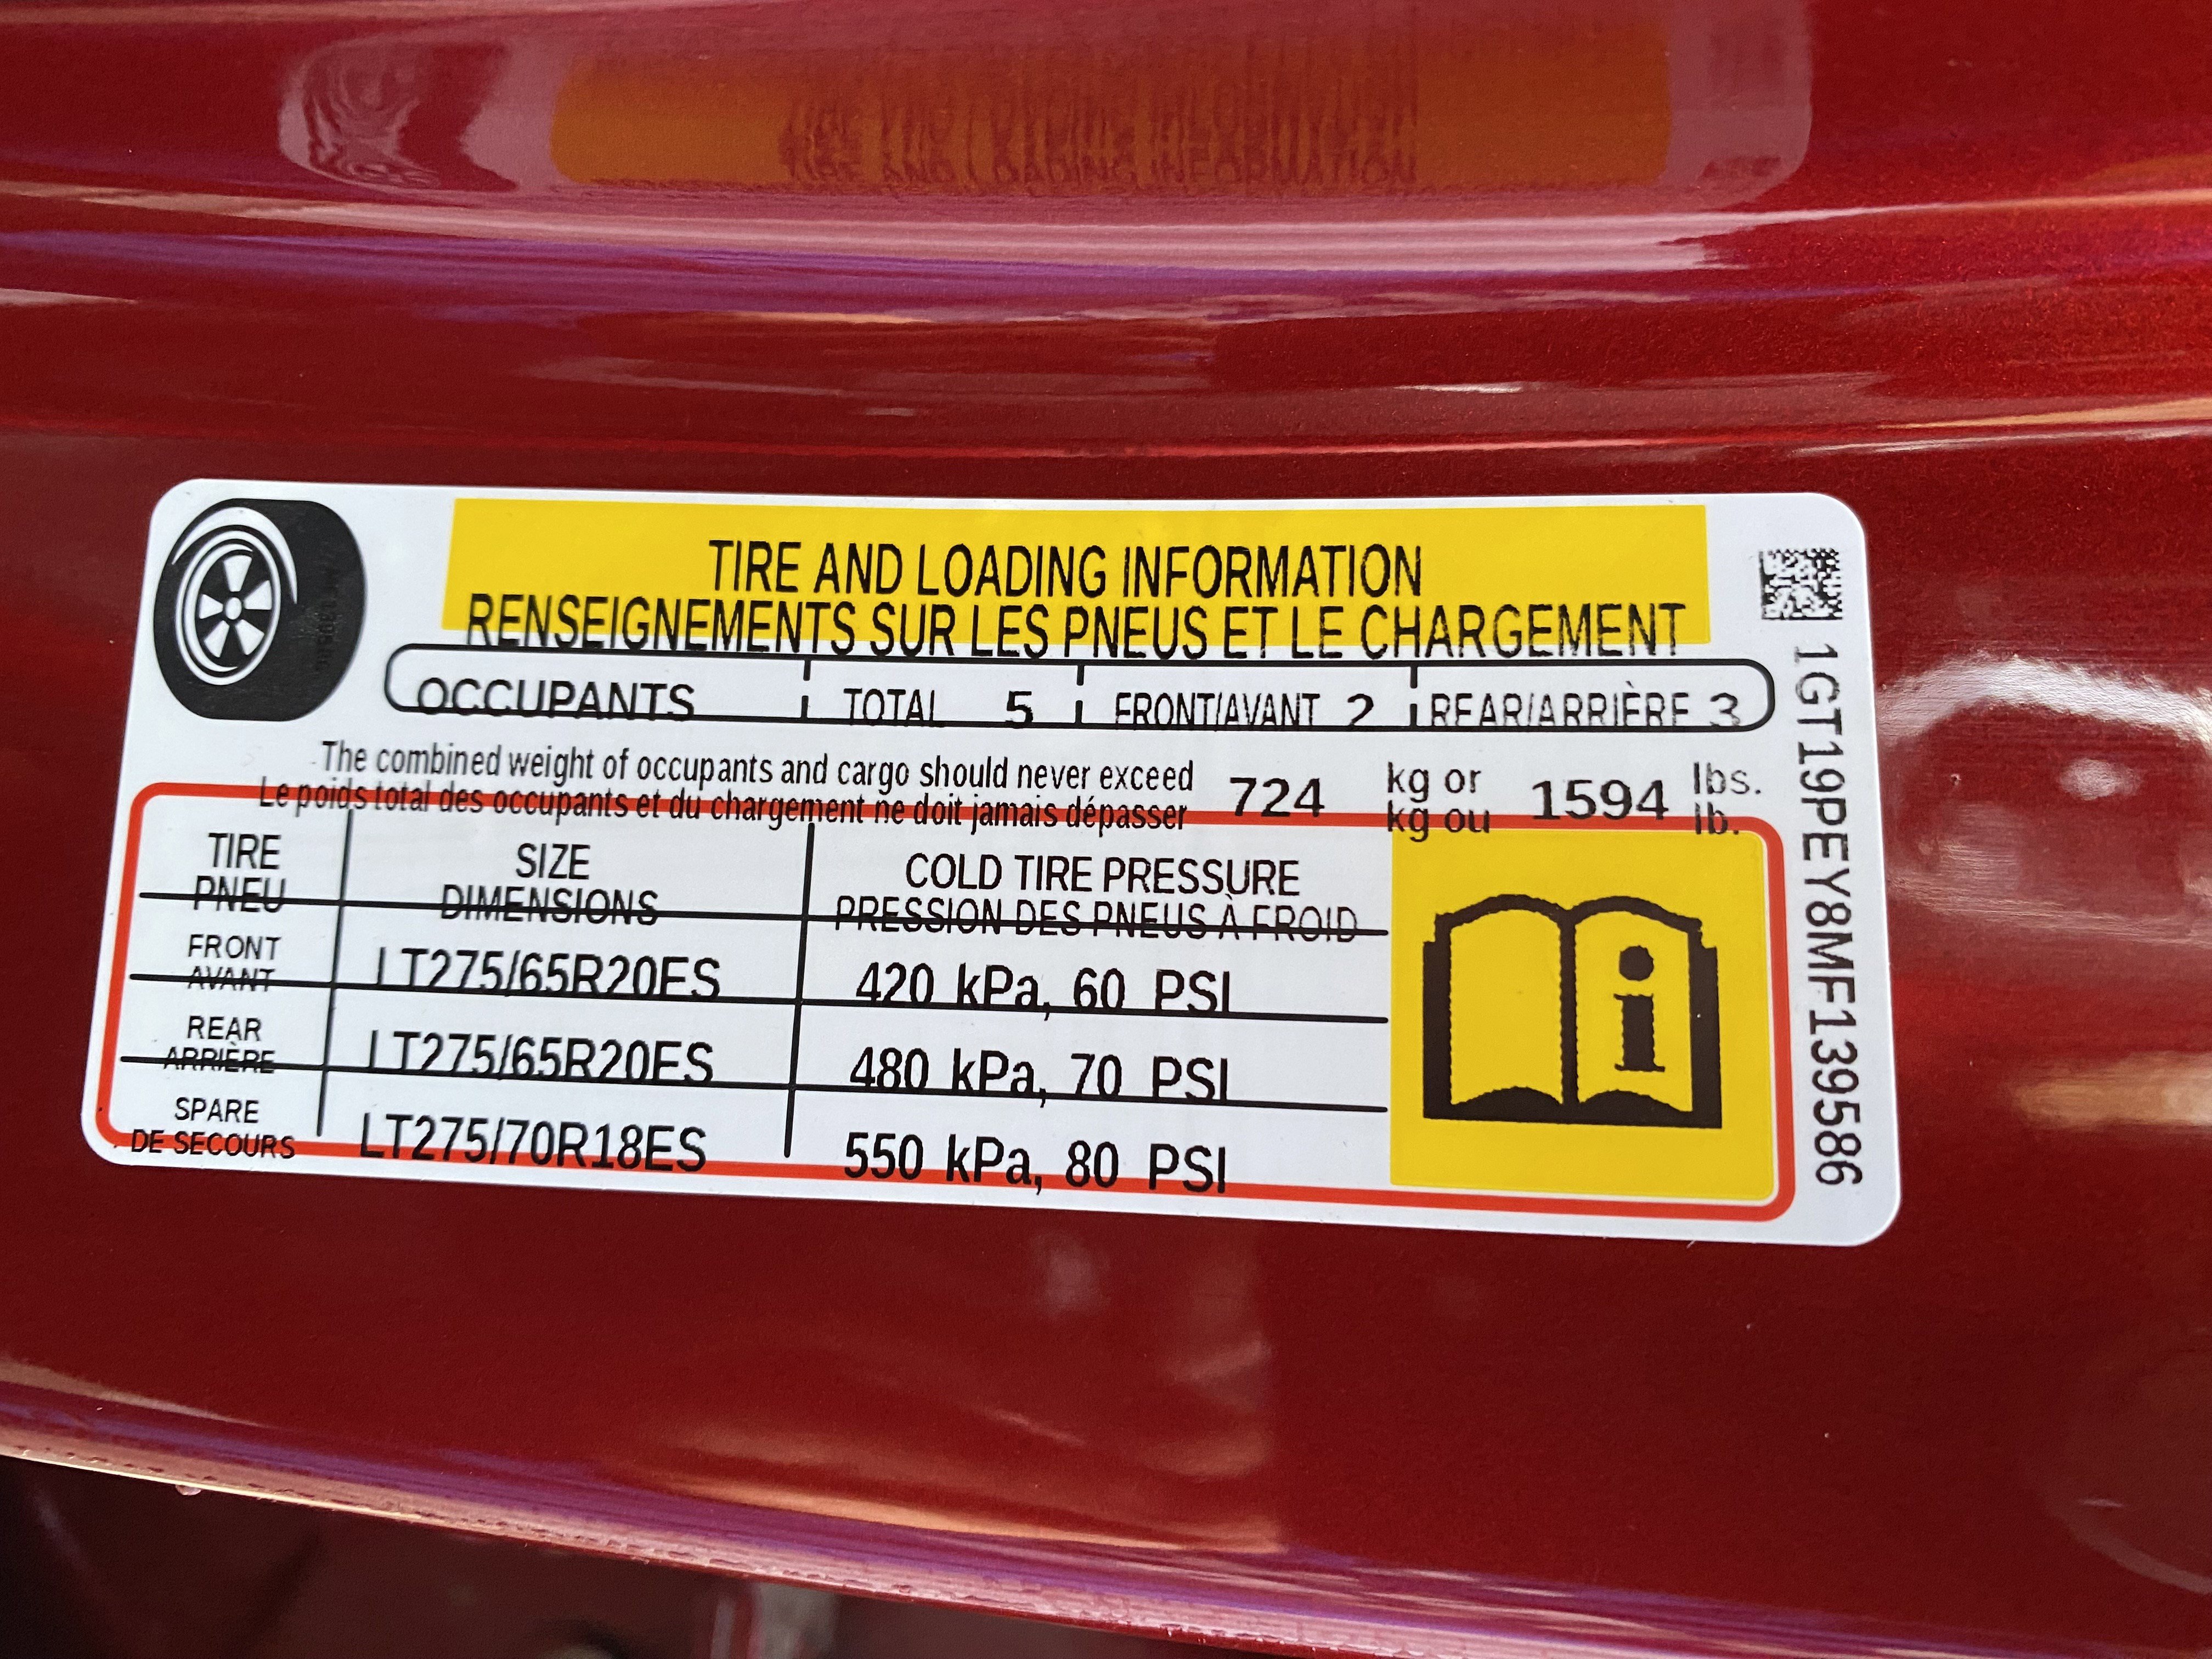 TIRE AND LOADING INFORMATION
RENSEIGNEMENTS SUR LES PNEUS ET LE CHARGEMENT
OCCUPANTS TOTAL 5 FRONT/AVANT 2 REAR/ARRIÈRE 3
The combined weight of occupants and cargo should never exceed 724 kg or 1594 lbs.
Le poids total des occupants et du chargement ne doit jamais dépasser kg ou lb.
TIRE SIZE COLD TIRE PRESSURE
PNEU DIMENSIONS PRESSION DES PNEUS À FROID
FRONT
AVANT LT275/65R20ES 420 kPa, 60 PSI
REAR
ARRIÈRE LT275/65R20ES 480 kPa, 70 PSI
SPARE
DE SECOURS LT275/70R18ES 550 kPa, 80 PSI
i
1GT19PEY8MF139586
TIRE AND LOADING INFORMATION